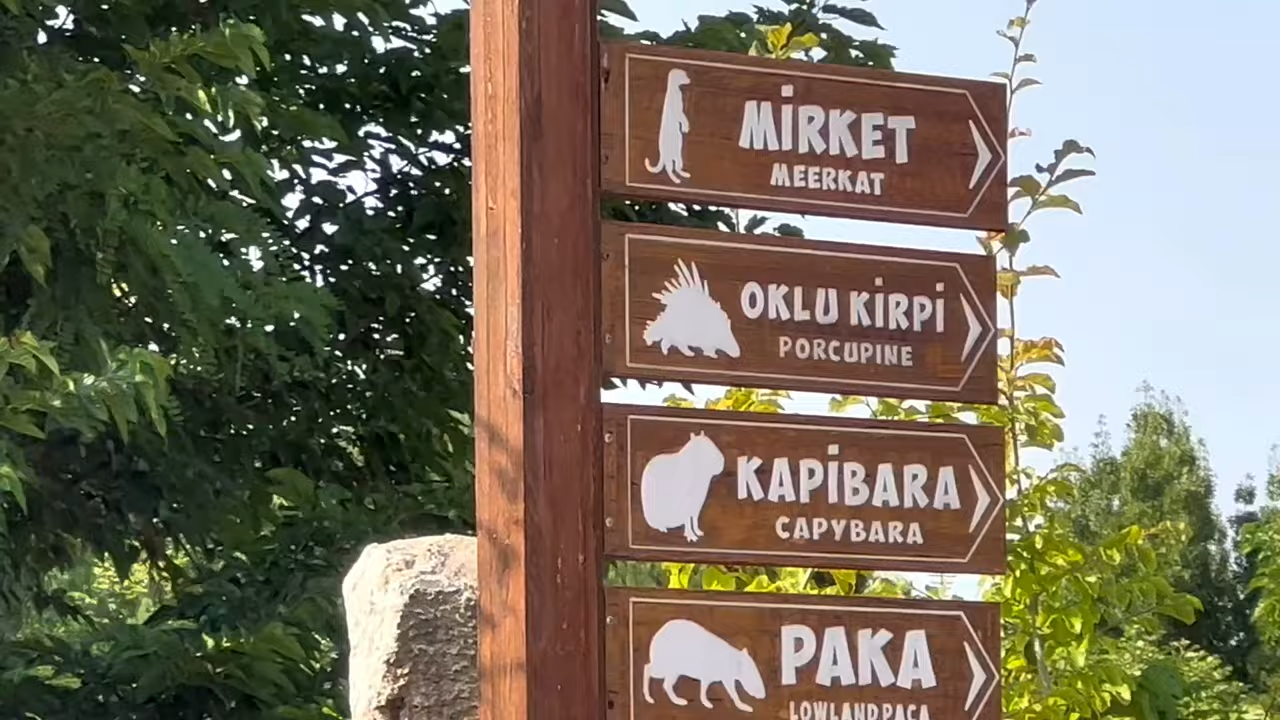 MİRKET
MEERKAT
OKLU KİRPİ
PORCUPINE
KAPİBARA
CAPYBARA
PAKA
LOWLAND PACA